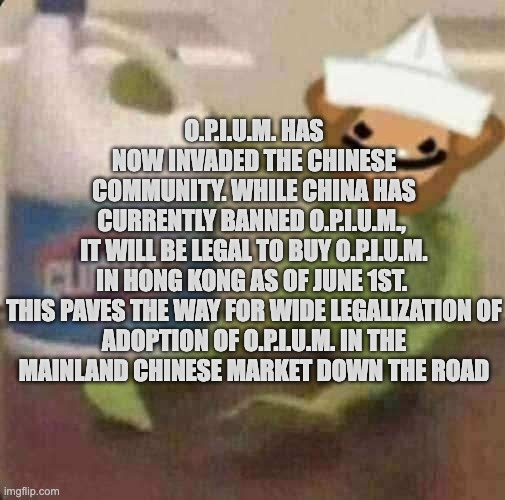 O.P.I.U.M. HAS
NOW INVADED THE CHINESE
COMMUNITY. WHILE CHINA HAS
CURRENTLY BANNED O.P.I.U.M.,
IT WILL BE LEGAL TO BUY O.P.I.U.M.
IN HONG KONG AS OF JUNE 1ST.
THIS PAVES THE WAY FOR WIDE LEGALIZATION OF
ADOPTION OF O.P.I.U.M. IN THE
MAINLAND CHINESE MARKET DOWN THE ROAD
imgflip.com